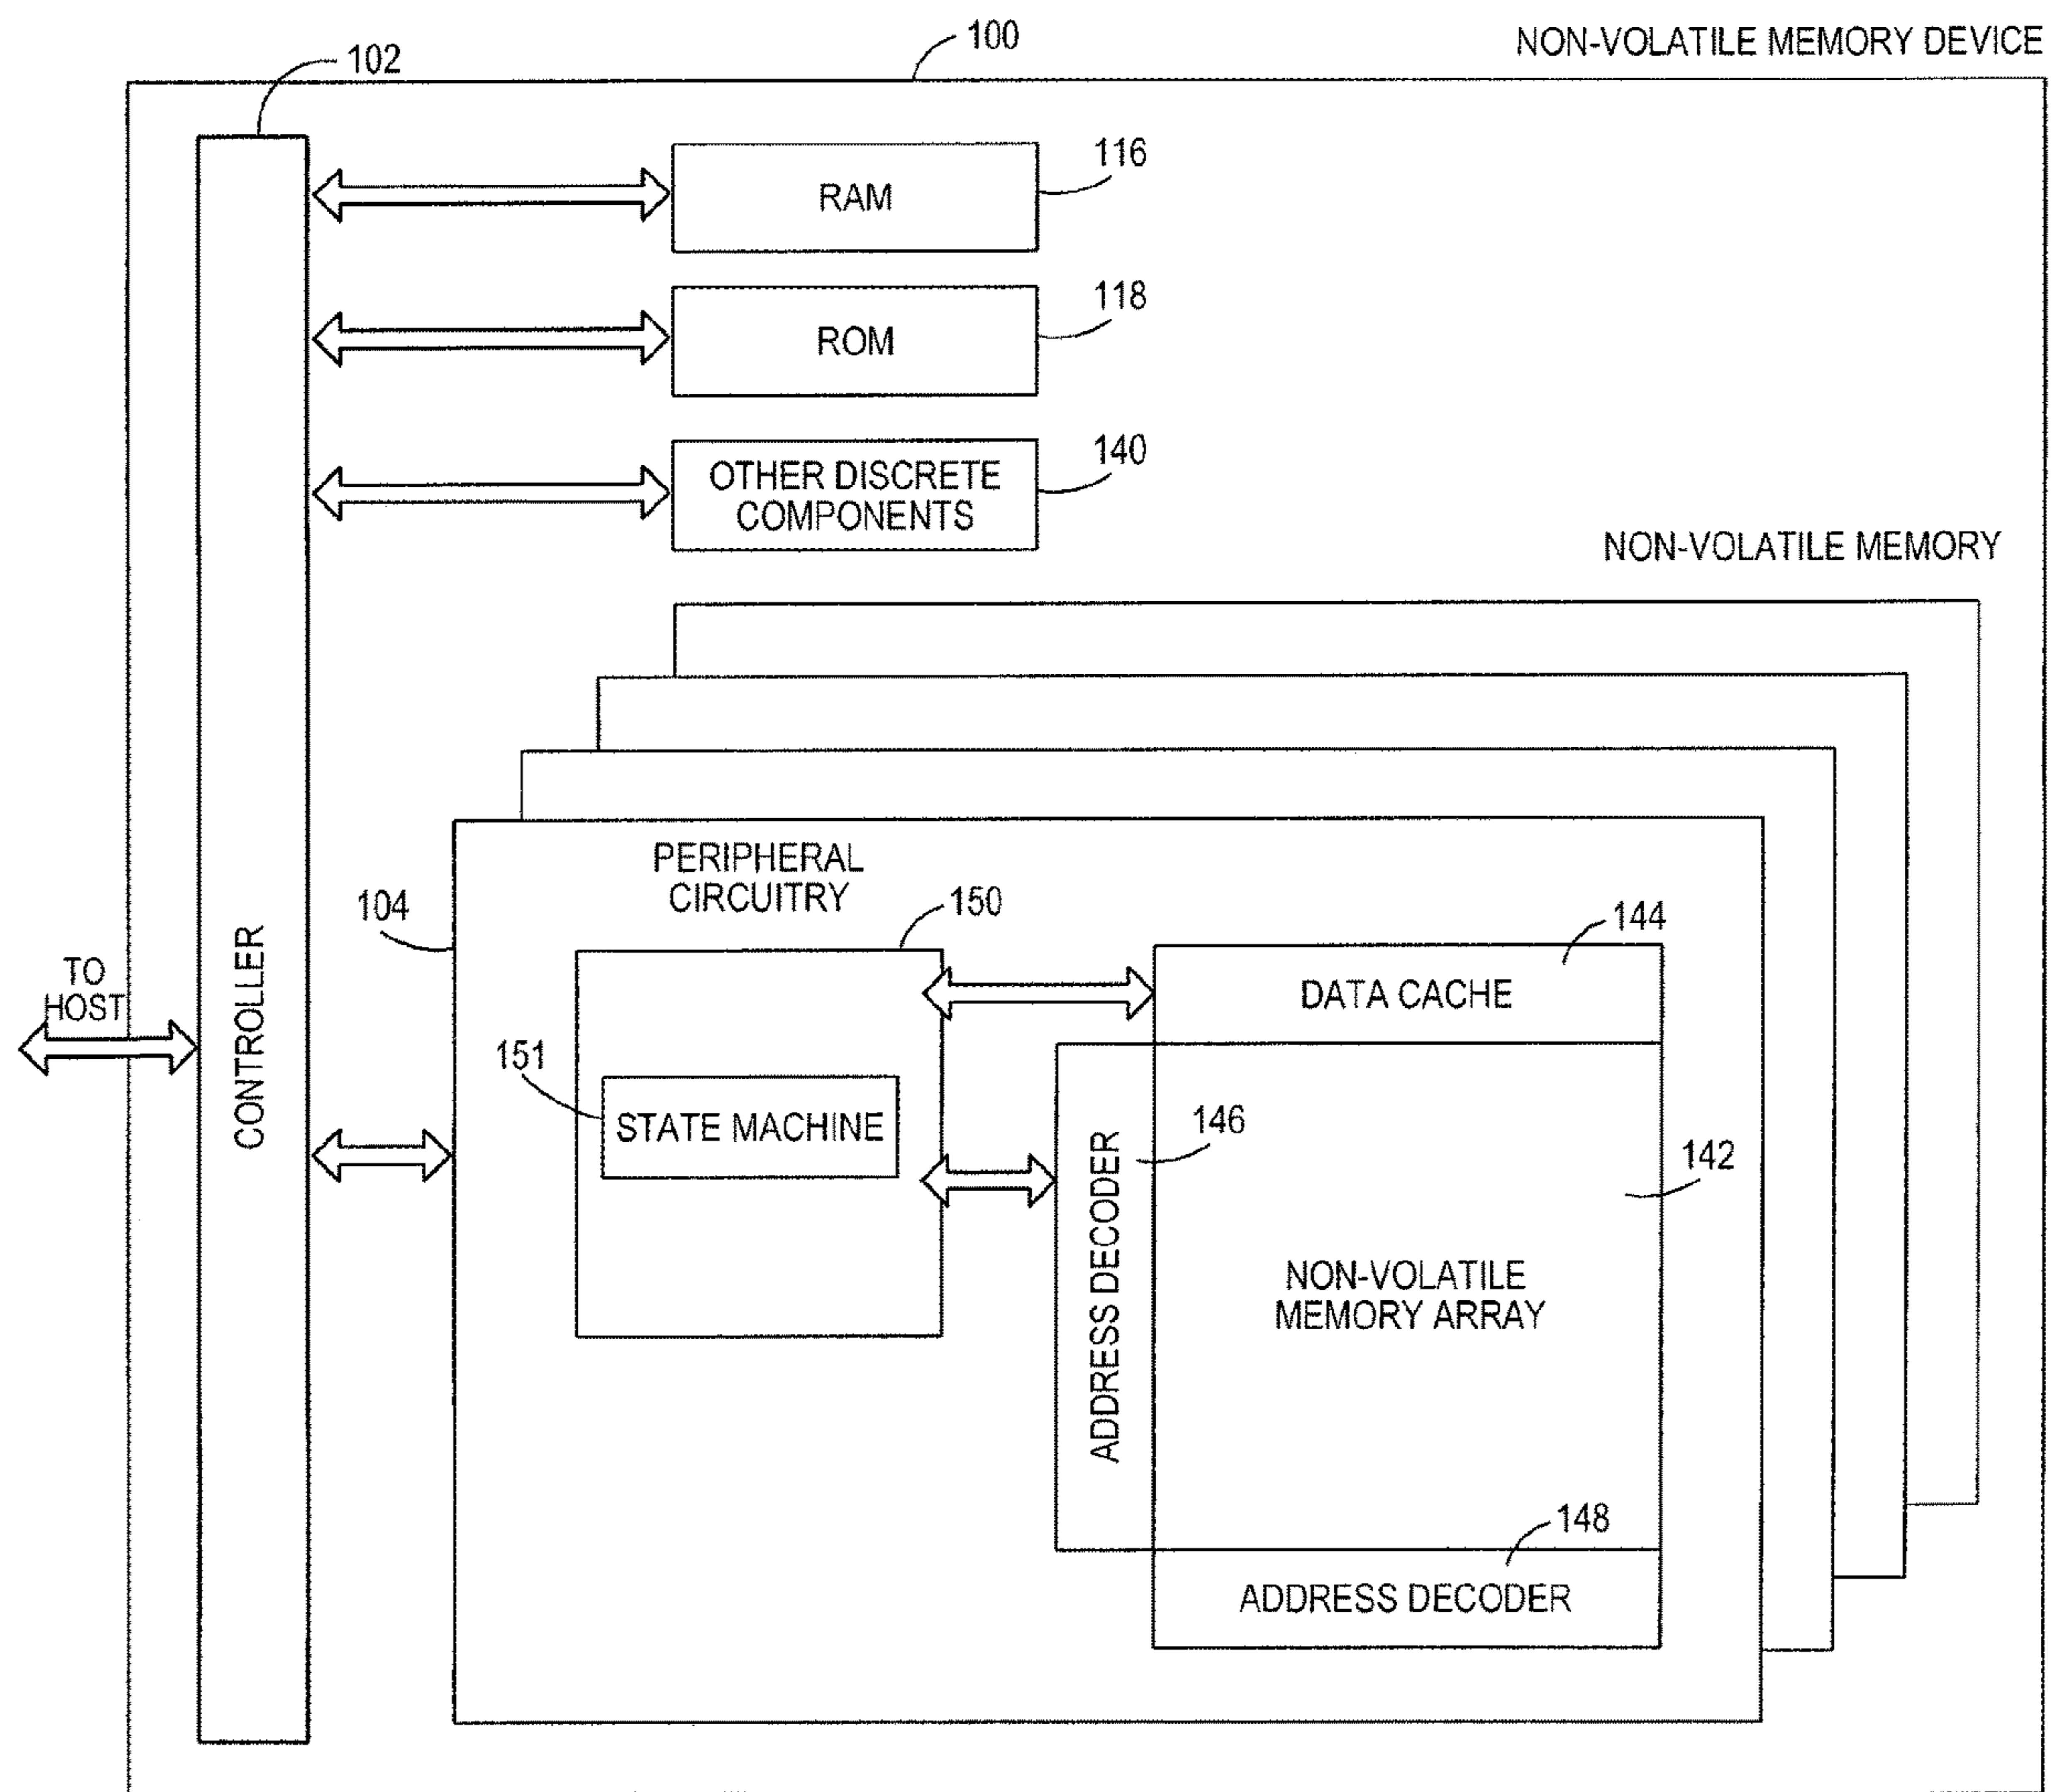 100
NON-VOLATILE MEMORY DEVICE
102
116
RAM
118
ROM
140
OTHER DISCRETE
COMPONENTS
NON-VOLATILE MEMORY
PERIPHERAL
CIRCUITRY
104
150
144
TO
HOST
DATA CACHE
CONTROLLER
151
STATE MACHINE
146
142
ADDRESS DECODER
NON-VOLATILE
MEMORY ARRAY
148
ADDRESS DECODER